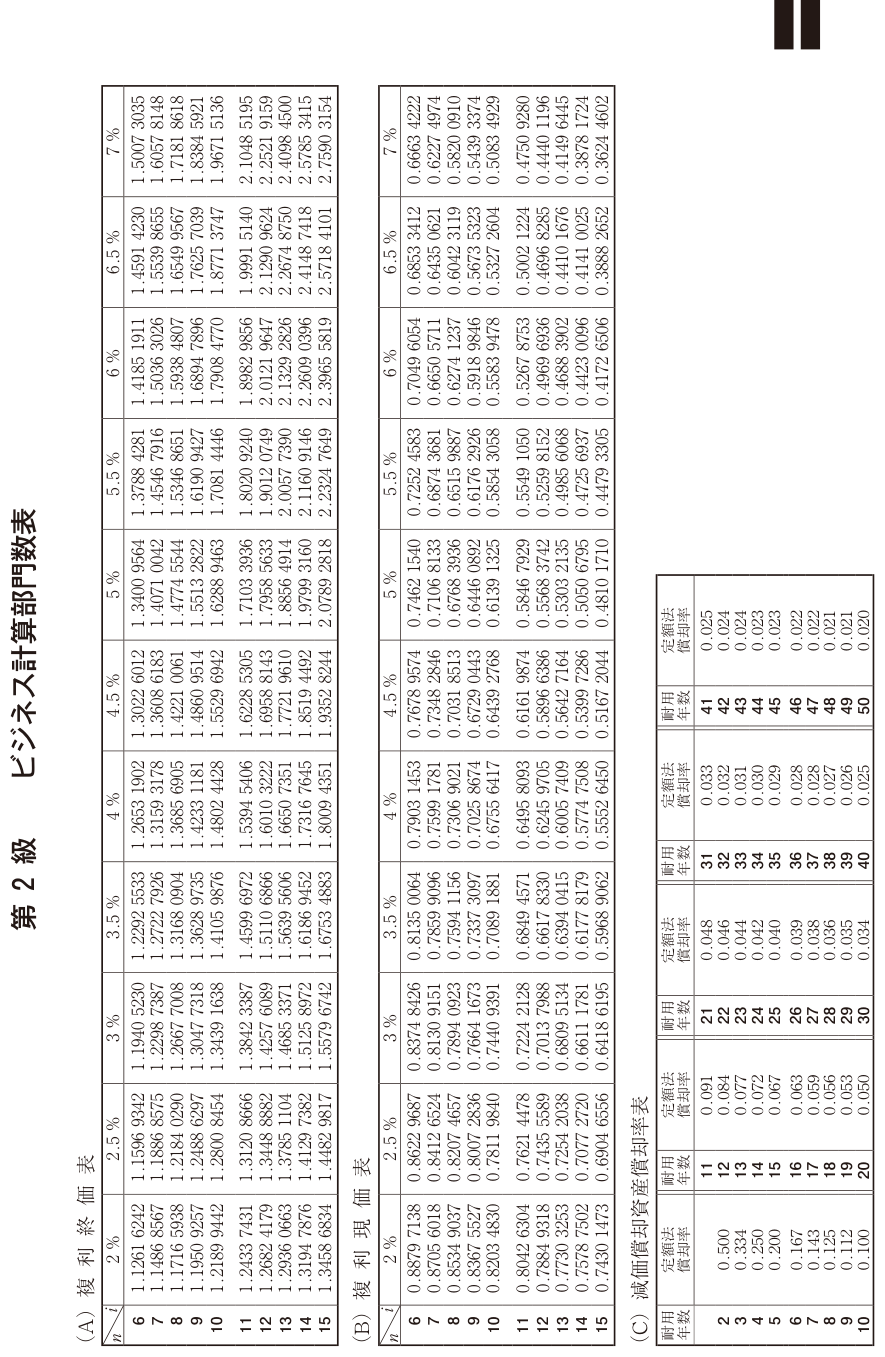 第 2 級 ビジネス計算部門数表
(A) 複利終価表
n i 2 % 2.5 % 3 % 3.5 % 4 % 4.5 % 5 % 5.5 % 6 % 6.5 % 7 %
6 1.1261 6242 1.1596 9342 1.1940 5230 1.2292 5533 1.2653 1902 1.3022 6012 1.3400 9564 1.3788 4281 1.4185 1911 1.4591 4230 1.5007 3035
7 1.1486 8567 1.1886 8575 1.2298 7387 1.2722 7926 1.3159 3178 1.3608 6183 1.4071 0042 1.4546 7916 1.5036 3026 1.5539 8655 1.6057 8148
8 1.1716 5938 1.2184 0290 1.2667 7008 1.3168 0904 1.3685 6905 1.4221 0061 1.4774 5544 1.5346 8651 1.5938 4807 1.6549 9567 1.7181 8618
9 1.1950 9257 1.2488 6297 1.3047 7318 1.3628 9735 1.4233 1181 1.4860 9514 1.5513 2822 1.6190 9427 1.6894 7896 1.7625 7039 1.8384 5921
10 1.2189 9442 1.2800 8454 1.3439 1638 1.4105 9876 1.4802 4428 1.5529 6942 1.6288 9463 1.7081 4446 1.7908 4770 1.8771 3747 1.9671 5136
11 1.2433 7431 1.3120 8666 1.3842 3387 1.4599 6972 1.5394 5406 1.6228 5305 1.7103 3936 1.8020 9240 1.8982 9856 1.9991 5140 2.1048 5195
12 1.2682 4179 1.3448 8882 1.4257 6089 1.5110 6866 1.6010 3222 1.6958 8143 1.7958 5633 1.9012 0749 2.0121 9647 2.1290 9624 2.2521 9159
13 1.2936 0663 1.3785 1104 1.4685 3371 1.5639 5606 1.6650 7351 1.7721 9610 1.8856 4914 2.0057 7390 2.1329 2826 2.2674 8750 2.4098 4500
14 1.3194 7876 1.4129 7382 1.5125 8972 1.6186 9452 1.7316 7645 1.8519 4492 1.9799 3160 2.1160 9146 2.2609 0396 2.4148 7418 2.5785 3415
15 1.3458 6834 1.4482 9817 1.5579 6742 1.6753 4883 1.8009 4351 1.9352 8244 2.0789 2818 2.2324 7649 2.3965 5819 2.5718 4101 2.7590 3154
(B) 複利現価表
n i 2 % 2.5 % 3 % 3.5 % 4 % 4.5 % 5 % 5.5 % 6 % 6.5 % 7 %
6 0.8879 7138 0.8622 9687 0.8374 8426 0.8135 0064 0.7903 1453 0.7678 9574 0.7462 1540 0.7252 4583 0.7049 6054 0.6853 3412 0.6663 4222
7 0.8705 6018 0.8412 6524 0.8130 9151 0.7859 9096 0.7599 1781 0.7348 2846 0.7106 8133 0.6874 3681 0.6650 5711 0.6435 0621 0.6227 4974
8 0.8534 9037 0.8207 4657 0.7894 0923 0.7594 1156 0.7306 9021 0.7031 8513 0.6768 3936 0.6515 9887 0.6274 1237 0.6042 3119 0.5820 0910
9 0.8367 5527 0.8007 2836 0.7664 1673 0.7337 3097 0.7025 8674 0.6729 0443 0.6446 0892 0.6176 2926 0.5918 9846 0.5673 5323 0.5439 3374
10 0.8203 4830 0.7811 9840 0.7440 9391 0.7089 1881 0.6755 6417 0.6439 2768 0.6139 1325 0.5854 3058 0.5583 9478 0.5327 2604 0.5083 4929
11 0.8042 6304 0.7621 4478 0.7224 2128 0.6849 4571 0.6495 8093 0.6161 9874 0.5846 7929 0.5549 1050 0.5267 8753 0.5002 1224 0.4750 9280
12 0.7884 9318 0.7435 5589 0.7013 7988 0.6617 8330 0.6245 9705 0.5896 6386 0.5568 3742 0.5259 8152 0.4969 6936 0.4696 8285 0.4440 1196
13 0.7730 3253 0.7254 2038 0.6809 5134 0.6394 0415 0.6005 7409 0.5642 7164 0.5303 2135 0.4985 6068 0.4688 3902 0.4410 1676 0.4149 6445
14 0.7578 7502 0.7077 2720 0.6611 1781 0.6177 8179 0.5774 7508 0.5399 7286 0.5050 6795 0.4725 6937 0.4423 0096 0.4141 0025 0.3878 1724
15 0.7430 1473 0.6904 6556 0.6418 6195 0.5968 9062 0.5552 6450 0.5167 2044 0.4810 1710 0.4479 3305 0.4172 6506 0.3888 2652 0.3624 4602
(C) 減価償却資産償却率表
耐用年数 定額法償却率 耐用年数 定額法償却率 耐用年数 定額法償却率 耐用年数 定額法償却率 耐用年数 定額法償却率
11 0.091 21 0.048 31 0.033 41 0.025
2 0.500 12 0.084 22 0.046 32 0.032 42 0.024
3 0.334 13 0.077 23 0.044 33 0.031 43 0.024
4 0.250 14 0.072 24 0.042 34 0.030 44 0.023
5 0.200 15 0.067 25 0.040 35 0.029 45 0.023
6 0.167 16 0.063 26 0.039 36 0.028 46 0.022
7 0.143 17 0.059 27 0.038 37 0.028 47 0.022
8 0.125 18 0.056 28 0.036 38 0.027 48 0.021
9 0.112 19 0.053 29 0.035 39 0.026 49 0.021
10 0.100 20 0.050 30 0.034 40 0.025 50 0.020